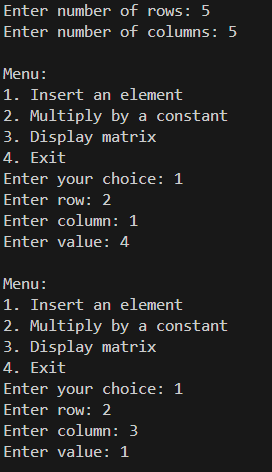 Enter number of rows: 5
Enter number of columns: 5

Menu:
1. Insert an element
2. Multiply by a constant
3. Display matrix
4. Exit
Enter your choice: 1
Enter row: 2
Enter column: 1
Enter value: 4

Menu:
1. Insert an element
2. Multiply by a constant
3. Display matrix
4. Exit
Enter your choice: 1
Enter row: 2
Enter column: 3
Enter value: 1